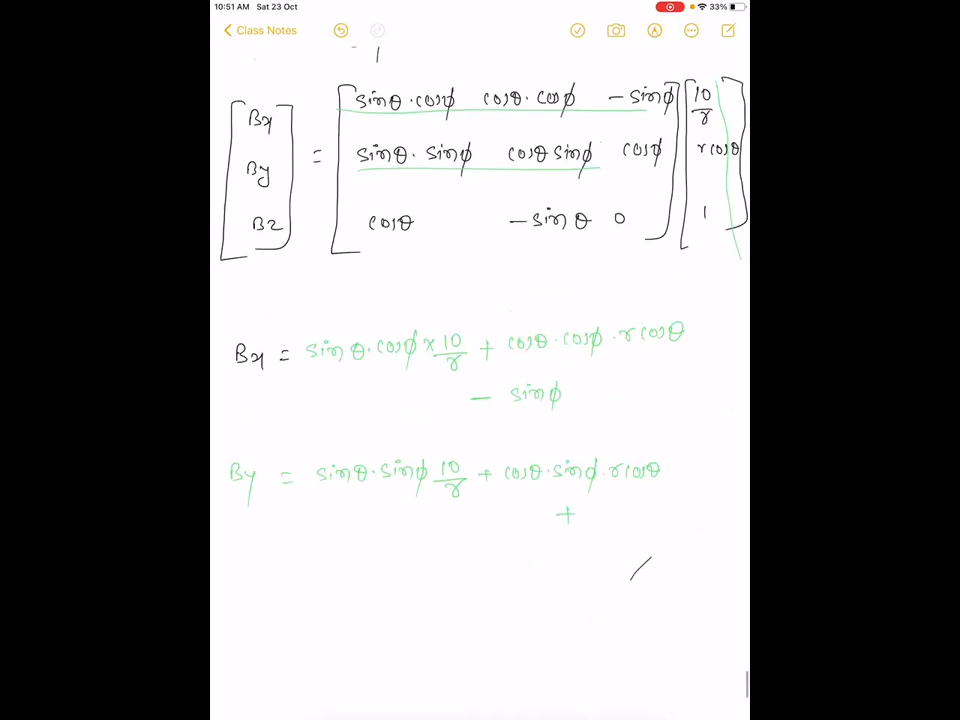 10:51 AM Sat 23 Oct 33%
Class Notes
[Bx By Bz] = [sinθ·cosϕ cosθ·cosϕ -sinϕ] [10/r]
sinθ·sinϕ cosθ sinϕ cosϕ r cosθ
cosθ -sinθ 0 1
Bx = sinθ·cosϕ × 10/r + cosθ·cosϕ·r cosθ
- sinϕ
By = sinθ·sinϕ 10/r + cosθ·sinϕ·r cosθ
+